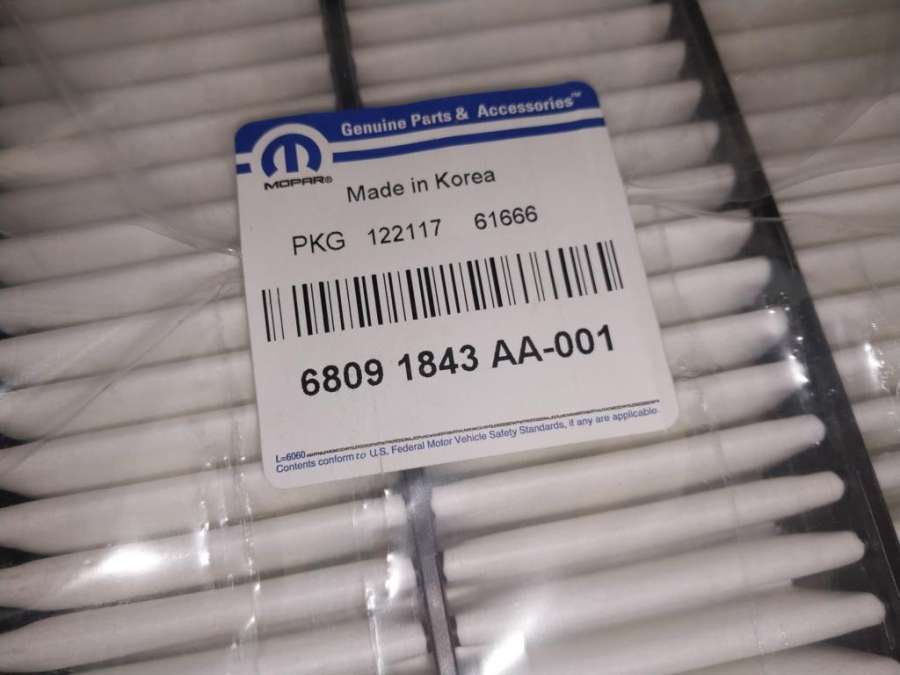 Genuine Parts & Accessories™
MOPAR®
Made in Korea
PKG 122117 61666
6809 1843 AA-001
L=6060
Contents conform to U.S. Federal Motor Vehicle Safety Standards, if any are applicable.